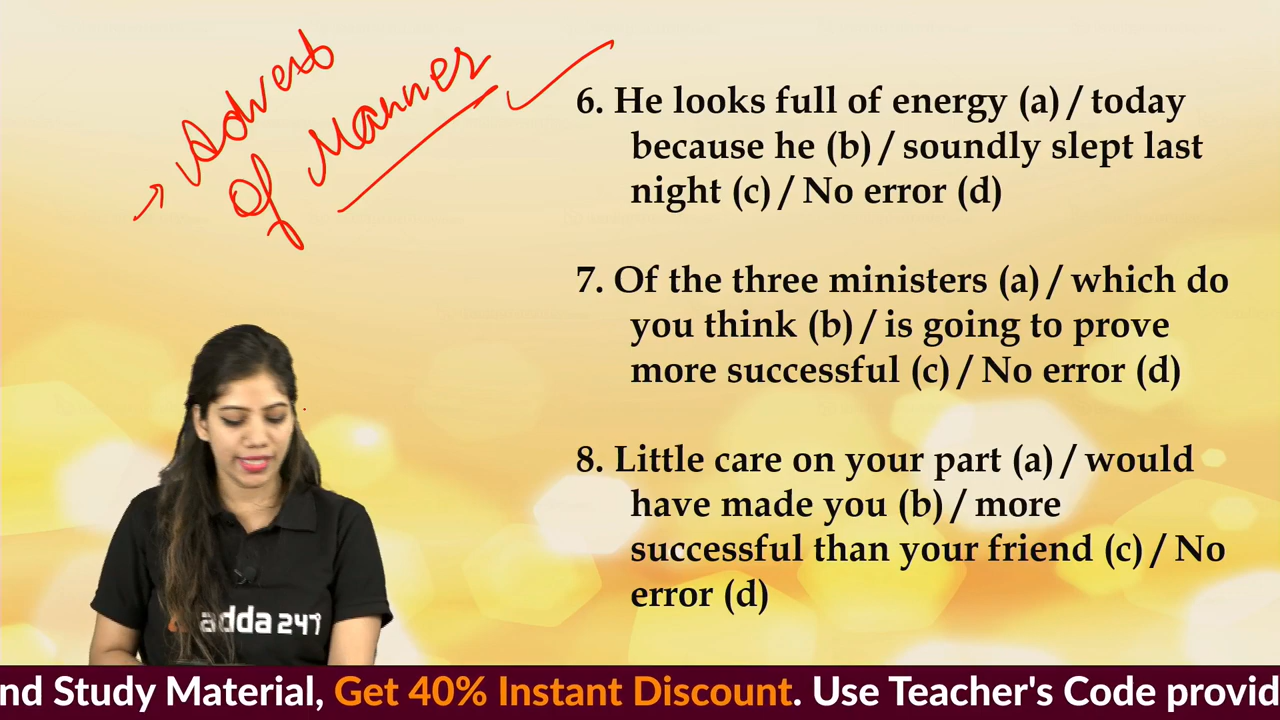 → Adverb
Of Manner
6. He looks full of energy (a) / today
because he (b) / soundly slept last
night (c) / No error (d)
7. Of the three ministers (a) / which do
you think (b) / is going to prove
more successful (c) / No error (d)
8. Little care on your part (a) / would
have made you (b) / more
successful than your friend (c) / No
error (d)
adda 247
nd Study Material, Get 40% Instant Discount. Use Teacher's Code provid